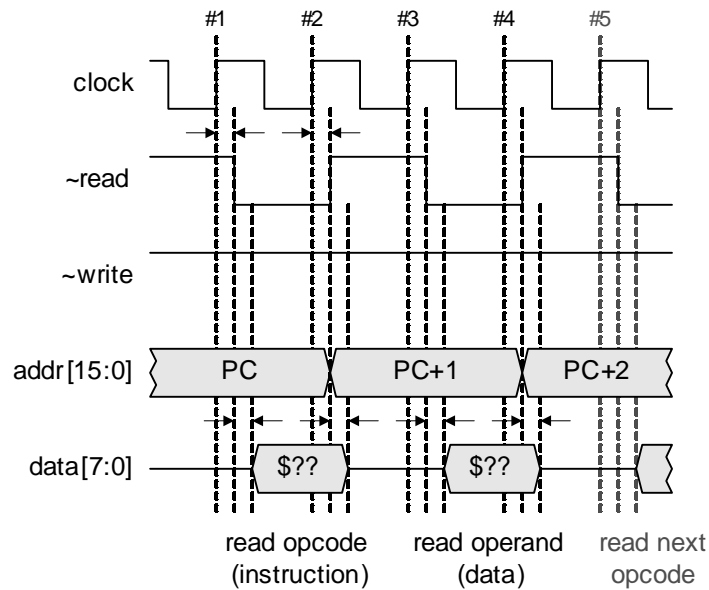 #1 #2 #3 #4 #5
clock
~read
~write
addr[15:0] PC PC+1 PC+2
data[7:0] $?? $??
read opcode read operand read next
(instruction) (data) opcode